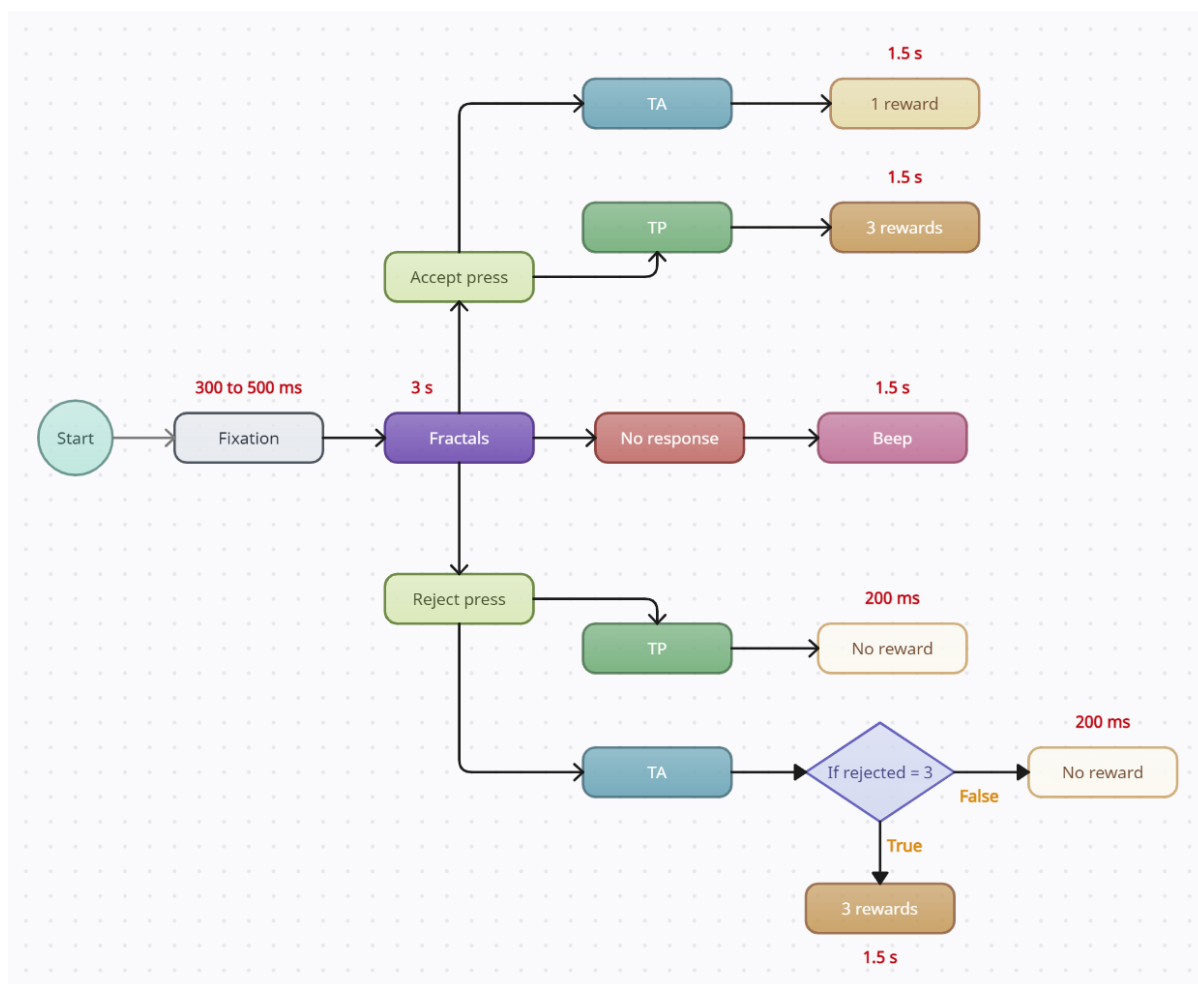 1.5 s
TA
1 reward
1.5 s
TP
3 rewards
Accept press
300 to 500 ms
3 s
1.5 s
Start
Fixation
Fractals
No response
Beep
Reject press
200 ms
TP
No reward
200 ms
TA
If rejected = 3
No reward
False
True
3 rewards
1.5 s